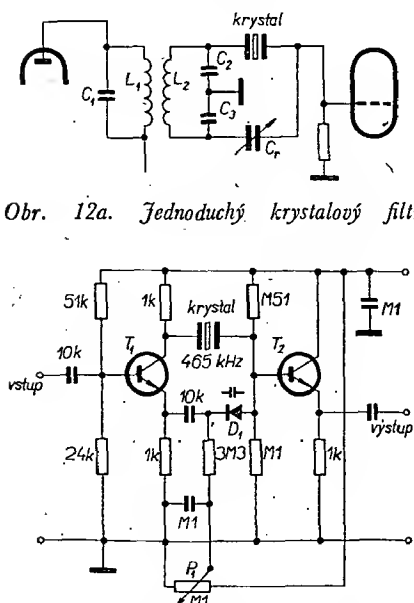 krystal
C1 L1 L2 C2
C3
Cr
Obr. 12a. Jednoduchý krystalový filt
51k 1k krystal M51 M1
T1 465 kHz T2
10k
vstup 10k
D1 výstup
24k 1k 3M3 M1 1k
M1
P1
M1